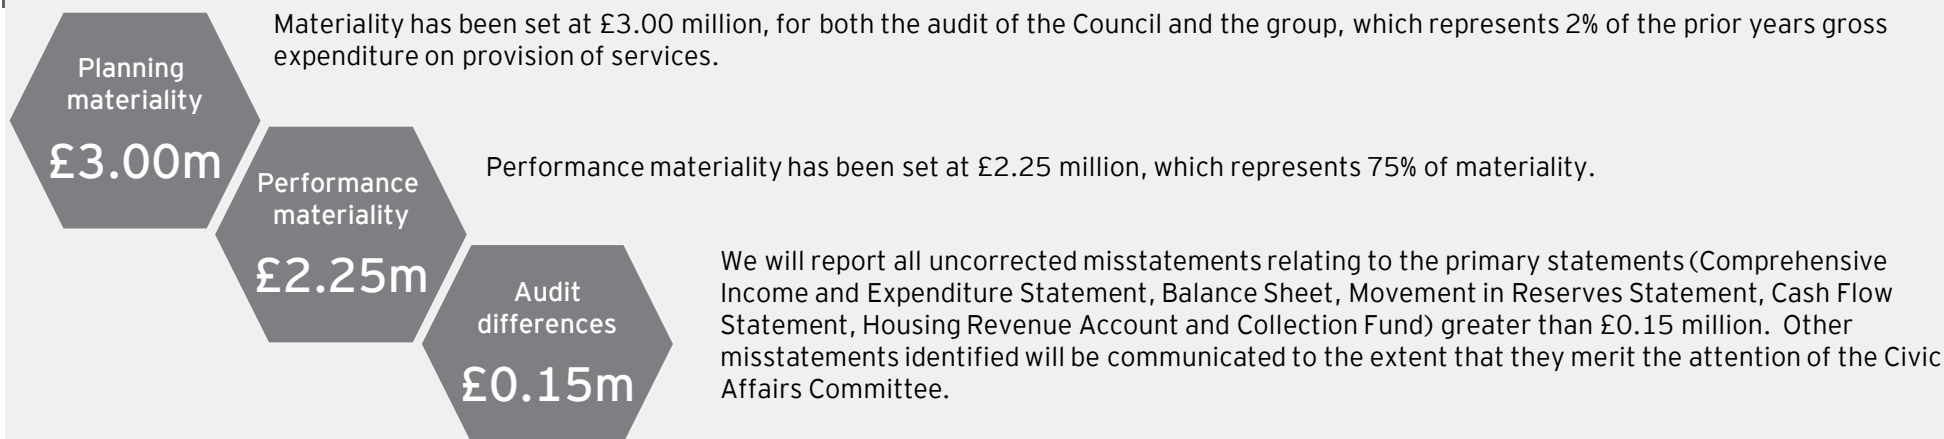 Planning
materiality
£3.00m
Materiality has been set at £3.00 million, for both the audit of the Council and the group, which represents 2% of the prior years gross
expenditure on provision of services.
Performance
materiality
£2.25m
Performance materiality has been set at £2.25 million, which represents 75% of materiality.
Audit
differences
£0.15m
We will report all uncorrected misstatements relating to the primary statements (Comprehensive
Income and Expenditure Statement, Balance Sheet, Movement in Reserves Statement, Cash Flow
Statement, Housing Revenue Account and Collection Fund) greater than £0.15 million. Other
misstatements identified will be communicated to the extent that they merit the attention of the Civic
Affairs Committee.